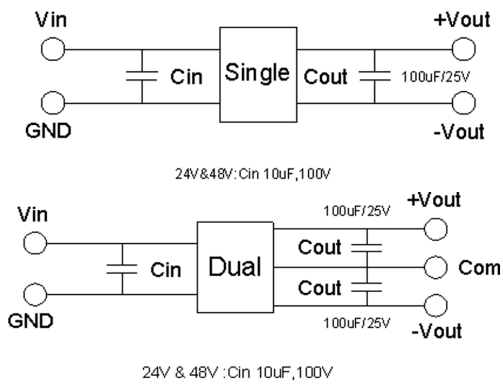 Vin
+Vout
Cin
Single
Cout
100uF/25V
GND
-Vout
24V&48V:Cin 10uF,100V
Vin
100uF/25V
+Vout
Cout
Cin
Dual
Com
Cout
GND
100uF/25V
-Vout
24V & 48V :Cin 10uF,100V